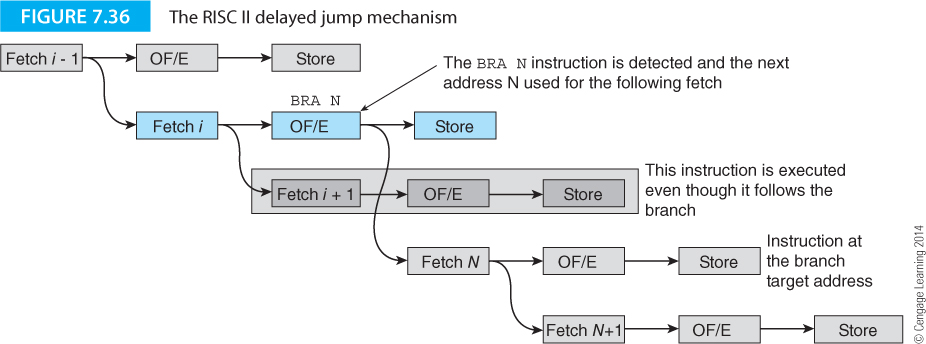 FIGURE 7.36
The RISC II delayed jump mechanism
Fetch i - 1
OF/E
Store
The BRA N instruction is detected and the next
address N used for the following fetch
BRA N
Fetch i
OF/E
Store
This instruction is executed
even though it follows the
branch
Fetch i + 1
OF/E
Store
Instruction at
the branch
target address
Fetch N
OF/E
Store
Fetch N+1
OF/E
Store
© Cengage Learning 2014